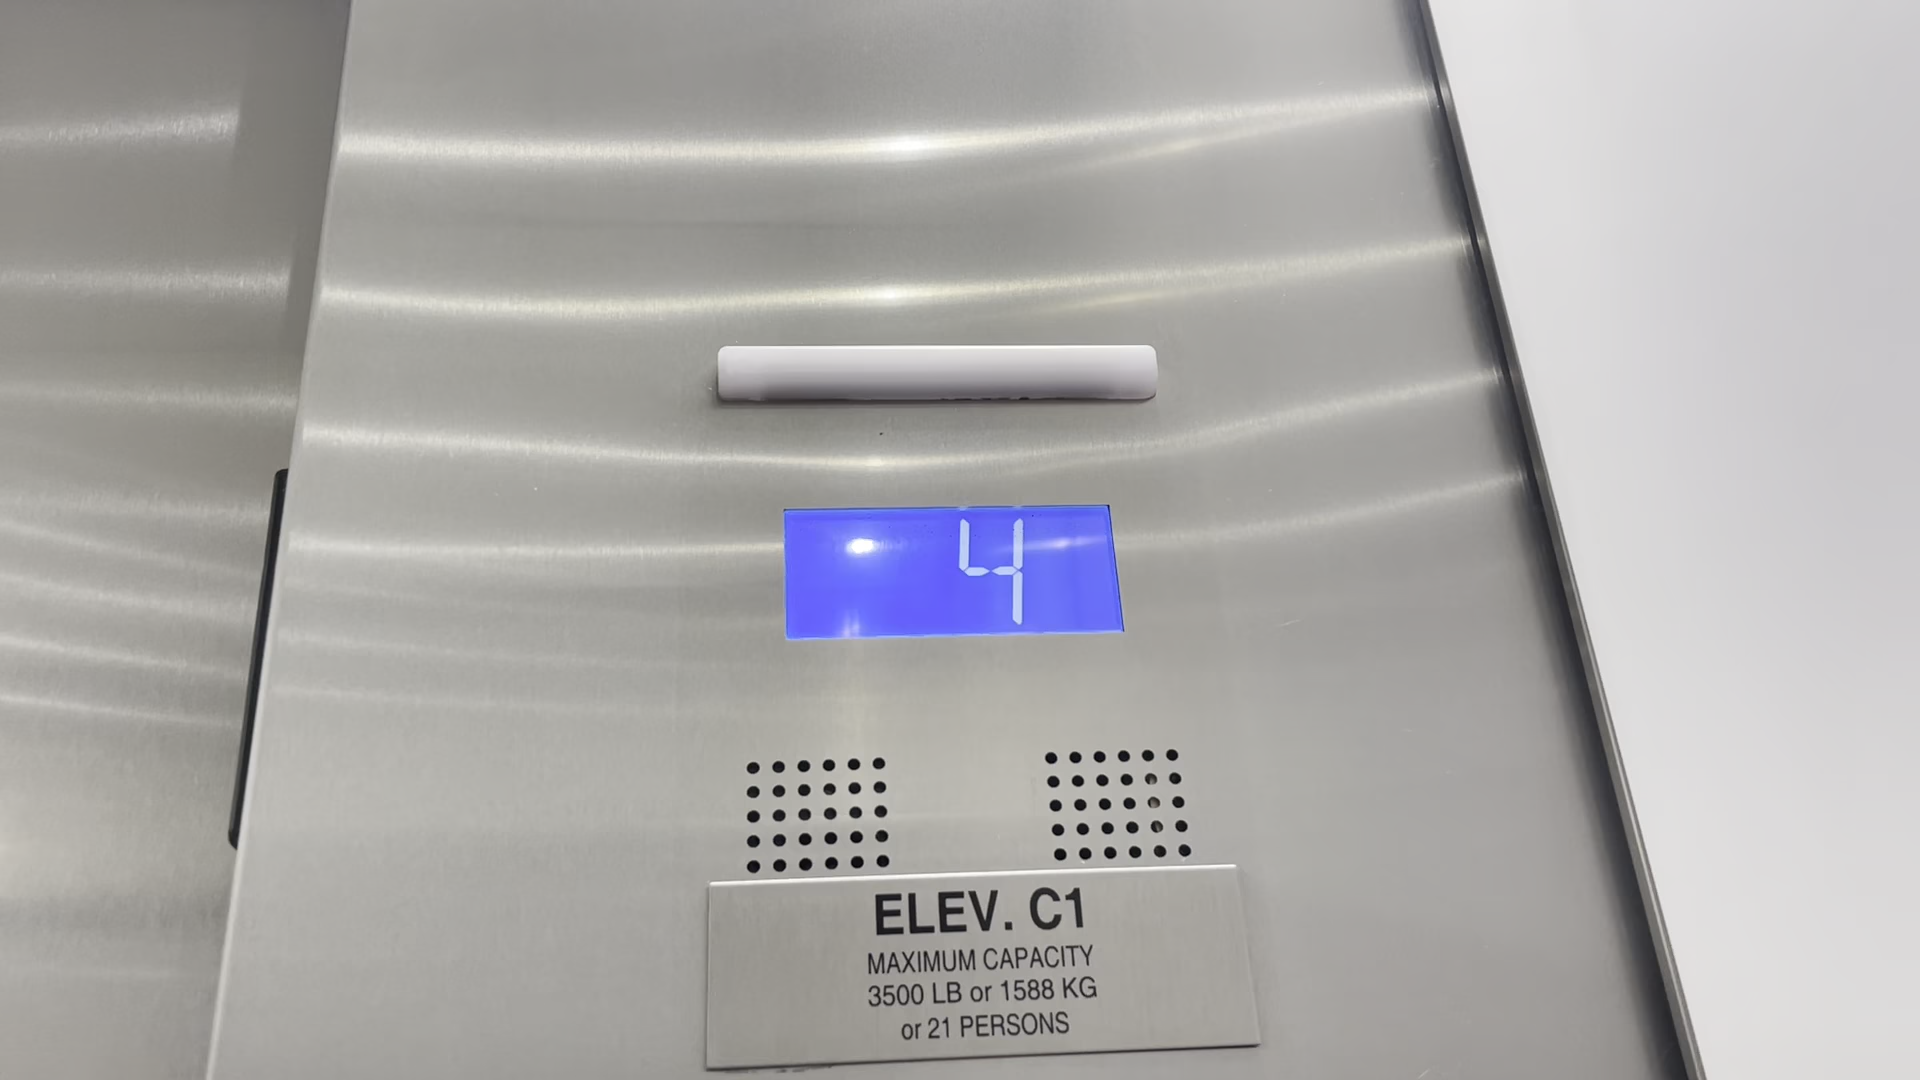 4
ELEV. C1
MAXIMUM CAPACITY
3500 LB or 1588 KG
or 21 PERSONS